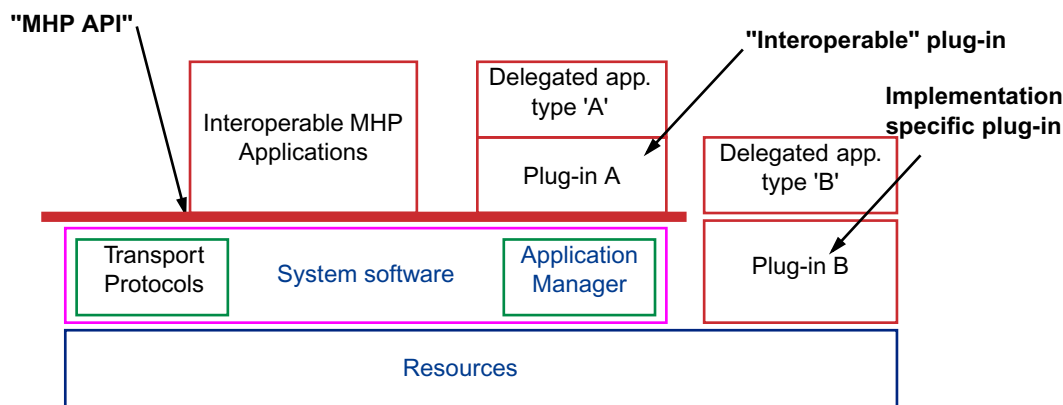 "MHP API"
"Interoperable" plug-in
Implementation
specific plug-in
Interoperable MHP
Applications
Delegated app.
type 'A'
Plug-in A
Delegated app.
type 'B'
Plug-in B
Transport
Protocols
System software
Application
Manager
Resources